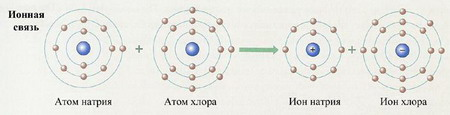 Ионная
связь
+
+
−
+
Атом натрия
Атом хлора
Ион натрия
Ион хлора